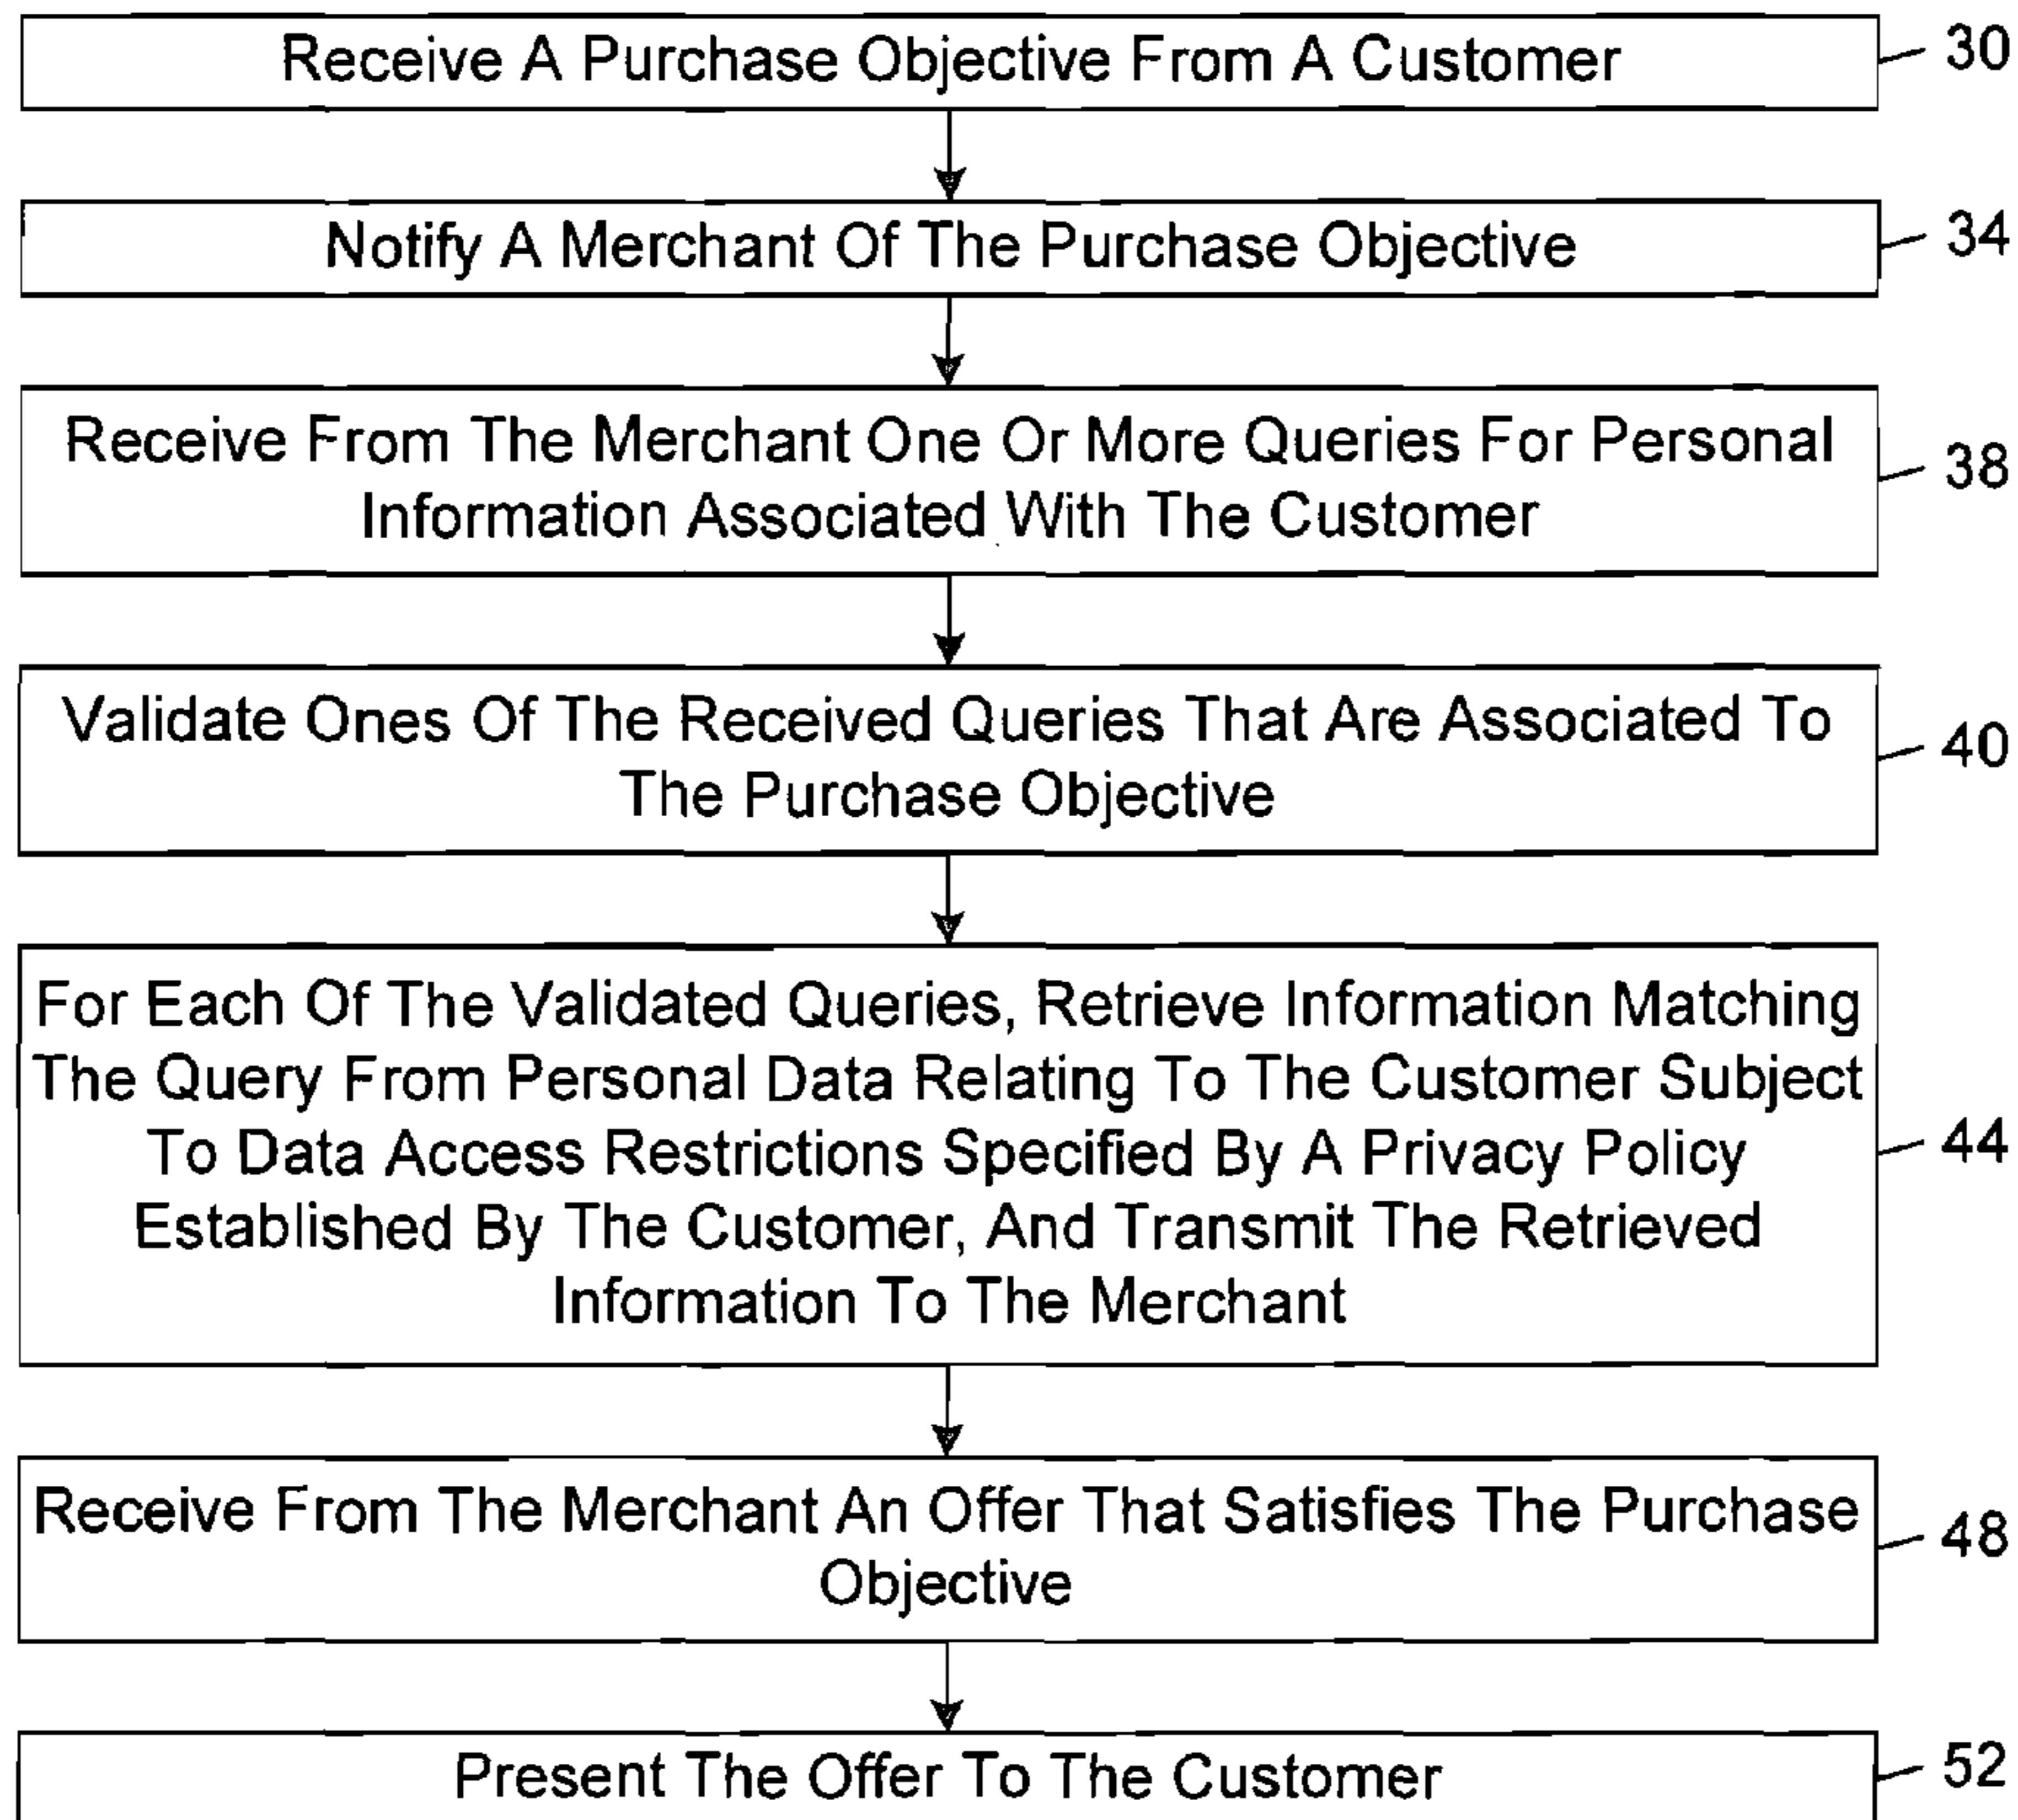 Receive A Purchase Objective From A Customer
30
Notify A Merchant Of The Purchase Objective
34
Receive From The Merchant One Or More Queries For Personal
Information Associated With The Customer
38
Validate Ones Of The Received Queries That Are Associated To
The Purchase Objective
40
For Each Of The Validated Queries, Retrieve Information Matching
The Query From Personal Data Relating To The Customer Subject
To Data Access Restrictions Specified By A Privacy Policy
Established By The Customer, And Transmit The Retrieved
Information To The Merchant
44
Receive From The Merchant An Offer That Satisfies The Purchase
Objective
48
Present The Offer To The Customer
52